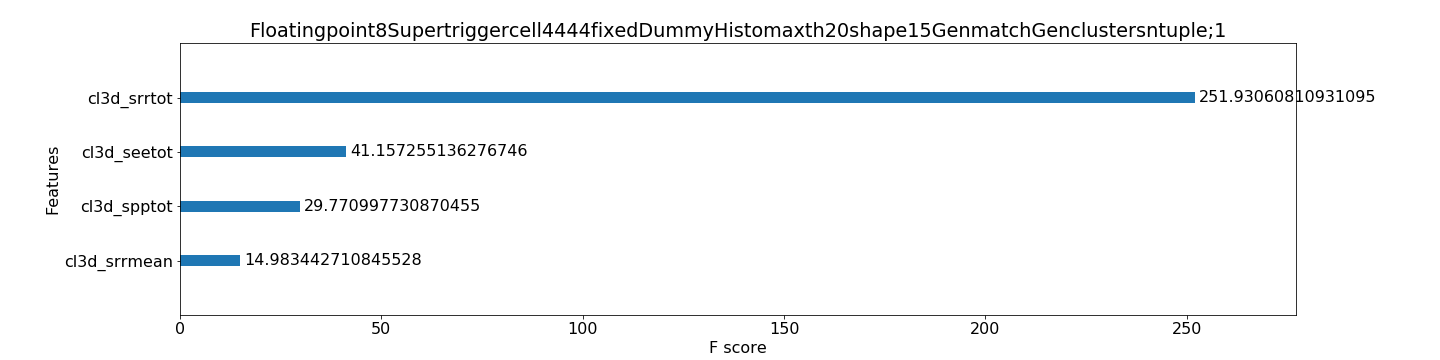 Floatingpoint8Supertriggercell4444fixedDummyHistomaxth20shape15GenmatchGenclustersntuple;1
Features
cl3d_srrtot 251.93060810931095
cl3d_seetot 41.157255136276746
cl3d_spptot 29.770997730870455
cl3d_srrmean 14.983442710845528
0 50 100 150 200 250
F score